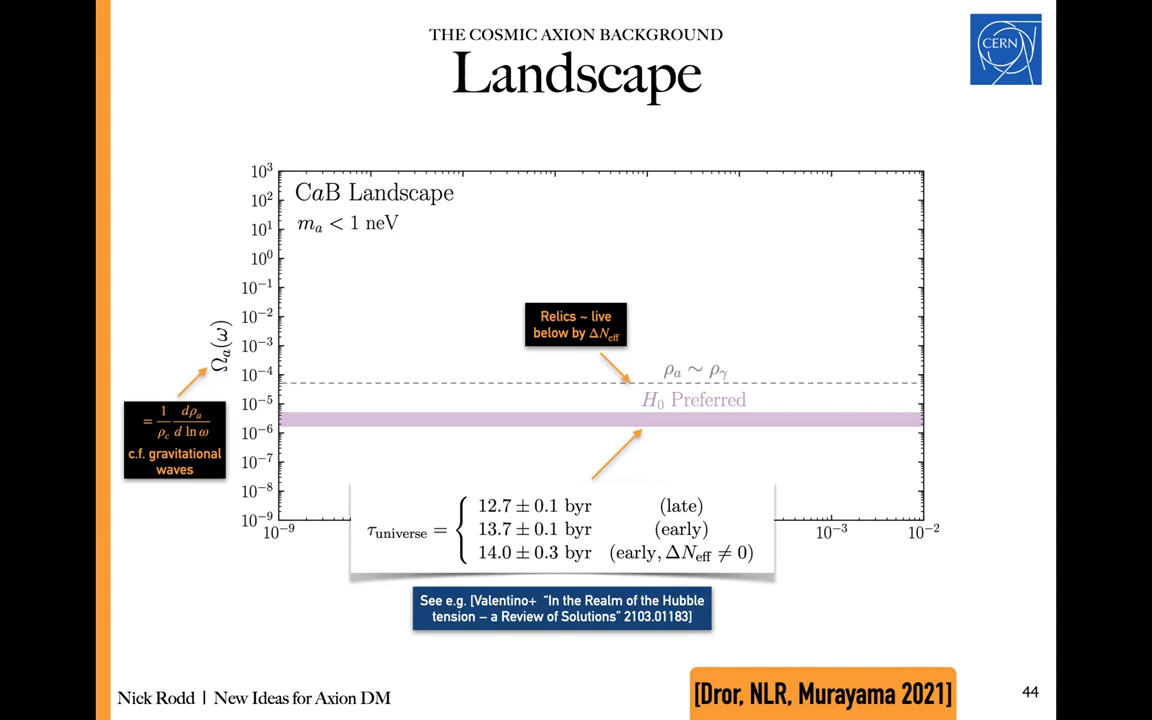 THE COSMIC AXION BACKGROUND
Landscape
CERN
CaB Landscape
m_a < 1 neV
10^3
10^2
10^1
10^0
10^-1
10^-2
10^-3
10^-4
10^-5
10^-6
10^-7
10^-8
10^-9
Ω_a(ω)
Relics ~ live
below by ΔN_eff
ρ_a ∼ ρ_γ
H_0 Preferred
= 1/ρ_c dρ_a/d ln ω
c.f. gravitational
waves
τ_universe = {
12.7 ± 0.1 byr (late)
13.7 ± 0.1 byr (early)
14.0 ± 0.3 byr (early, ΔN_eff ≠ 0)
10^-9
10^-3
10^-2
See e.g. [Valentino+ "In the Realm of the Hubble
tension – a Review of Solutions" 2103.01183]
Nick Rodd | New Ideas for Axion DM
[Dror, NLR, Murayama 2021]
44